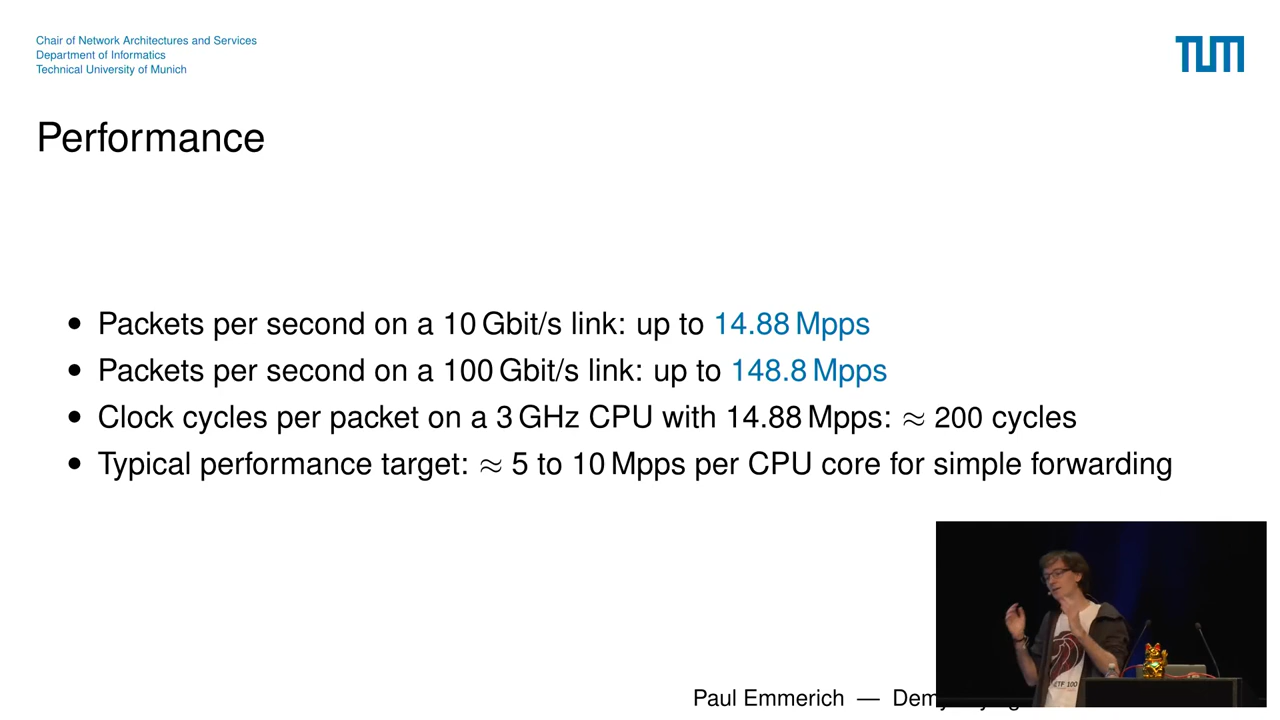 Chair of Network Architectures and Services
Department of Informatics
Technical University of Munich
TUM
Performance
• Packets per second on a 10 Gbit/s link: up to 14.88 Mpps
• Packets per second on a 100 Gbit/s link: up to 148.8 Mpps
• Clock cycles per packet on a 3 GHz CPU with 14.88 Mpps: ≈ 200 cycles
• Typical performance target: ≈ 5 to 10 Mpps per CPU core for simple forwarding
ETF 100
Paul Emmerich —